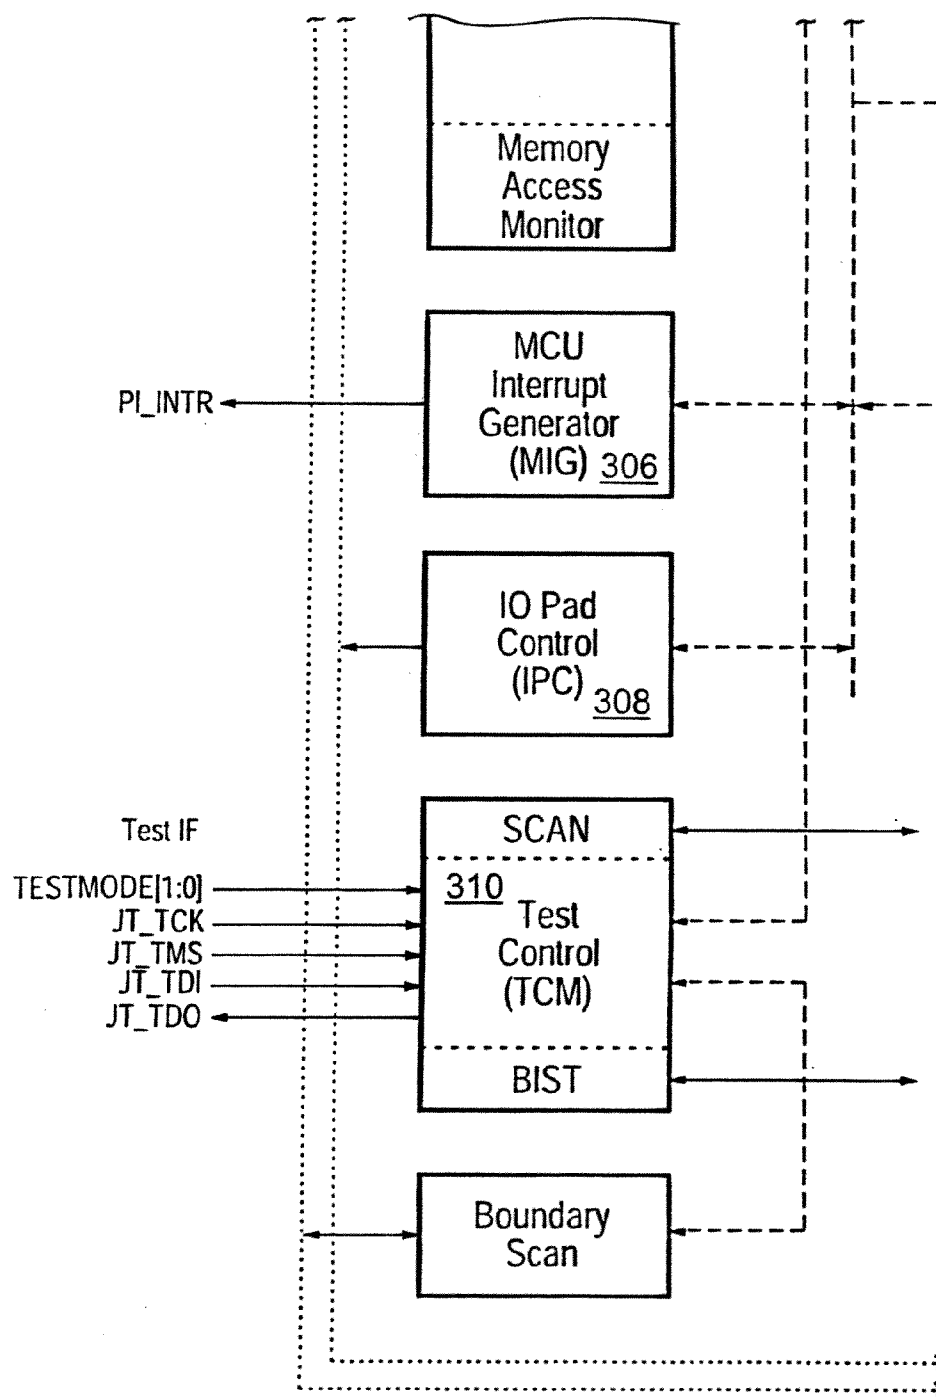 Memory
Access
Monitor
PI_INTR
MCU
Interrupt
Generator
(MIG) 306
IO Pad
Control
(IPC)
308
Test IF
SCAN
TESTMODE[1:0]
JT_TCK
JT_TMS
JT_TDI
JT_TDO
310
Test
Control
(TCM)
BIST
Boundary
Scan